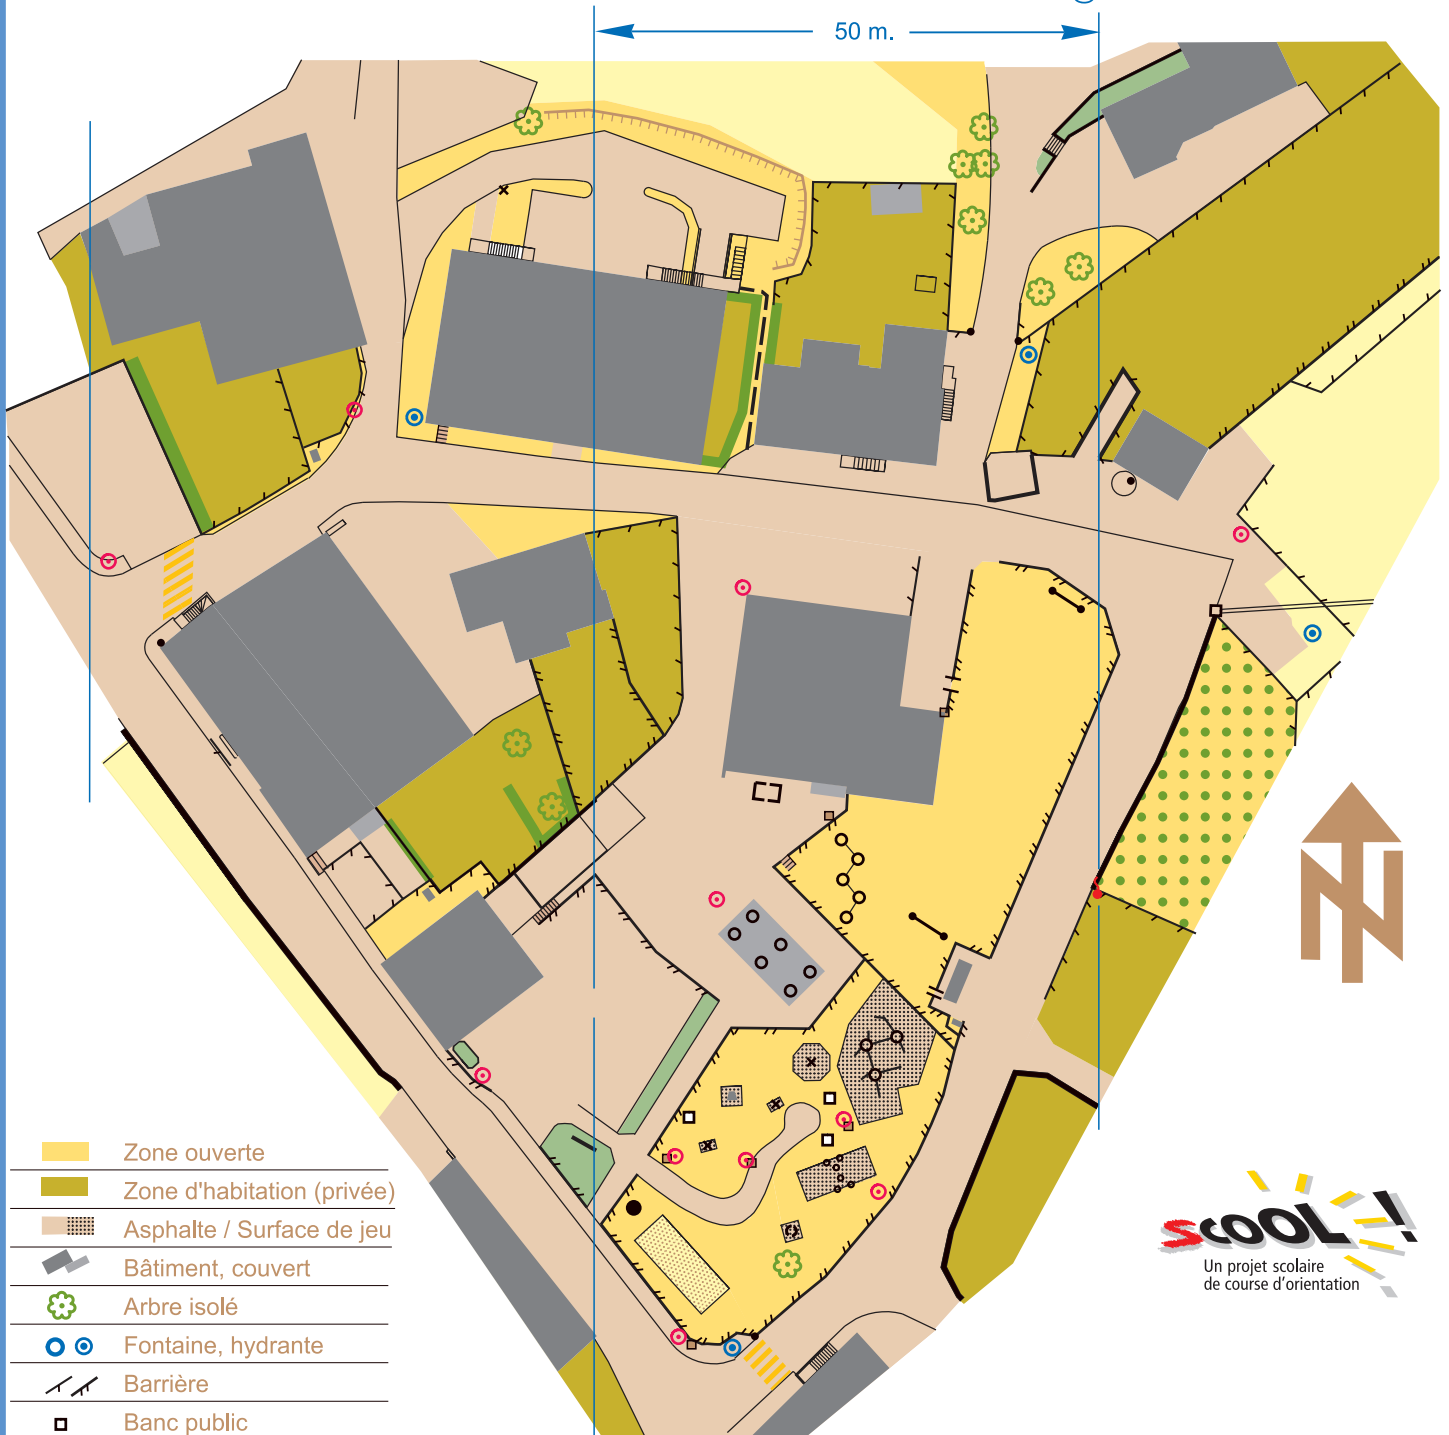 50 m.
Zone ouverte
Zone d'habitation (privée)
Asphalte / Surface de jeu
Bâtiment, couvert
Arbre isolé
Fontaine, hydrante
Barrière
Banc public
N
sCOOL !
Un projet scolaire
de course d'orientation